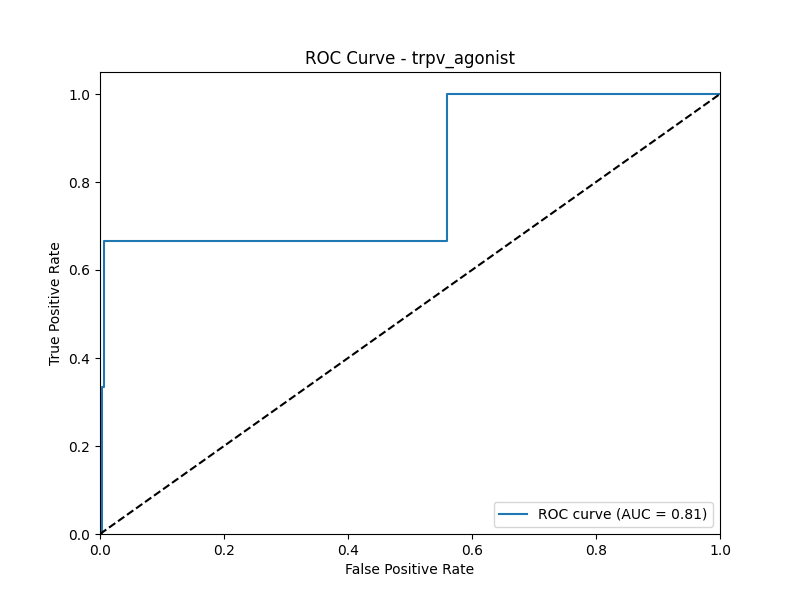 ROC Curve - trpv_agonist
1.0
0.8
0.6
0.4
0.2
0.0
True Positive Rate
ROC curve (AUC = 0.81)
0.0 0.2 0.4 0.6 0.8 1.0
False Positive Rate